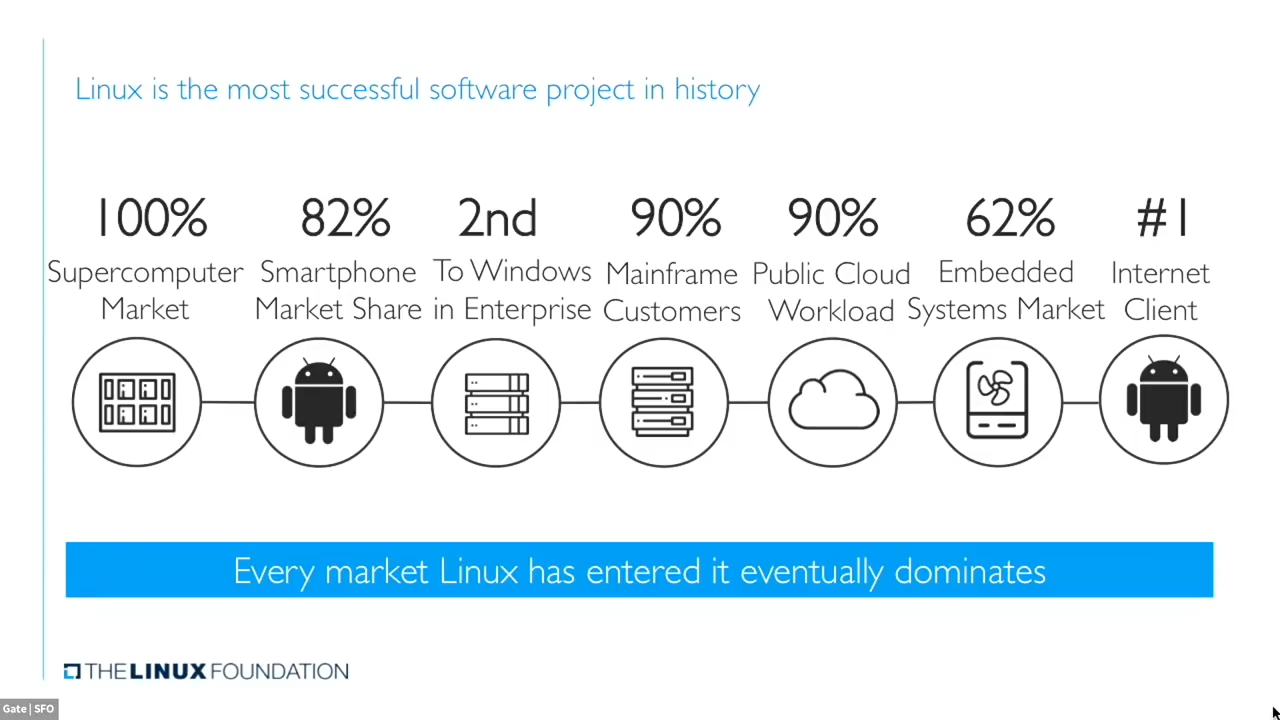 Linux is the most successful software project in history
100%
Supercomputer
Market
82%
Smartphone
Market Share
2nd
To Windows
in Enterprise
90%
Mainframe
Customers
90%
Public Cloud
Workload
62%
Embedded
Systems Market
#1
Internet
Client
Every market Linux has entered it eventually dominates
THE LINUX FOUNDATION
Gate | SFO